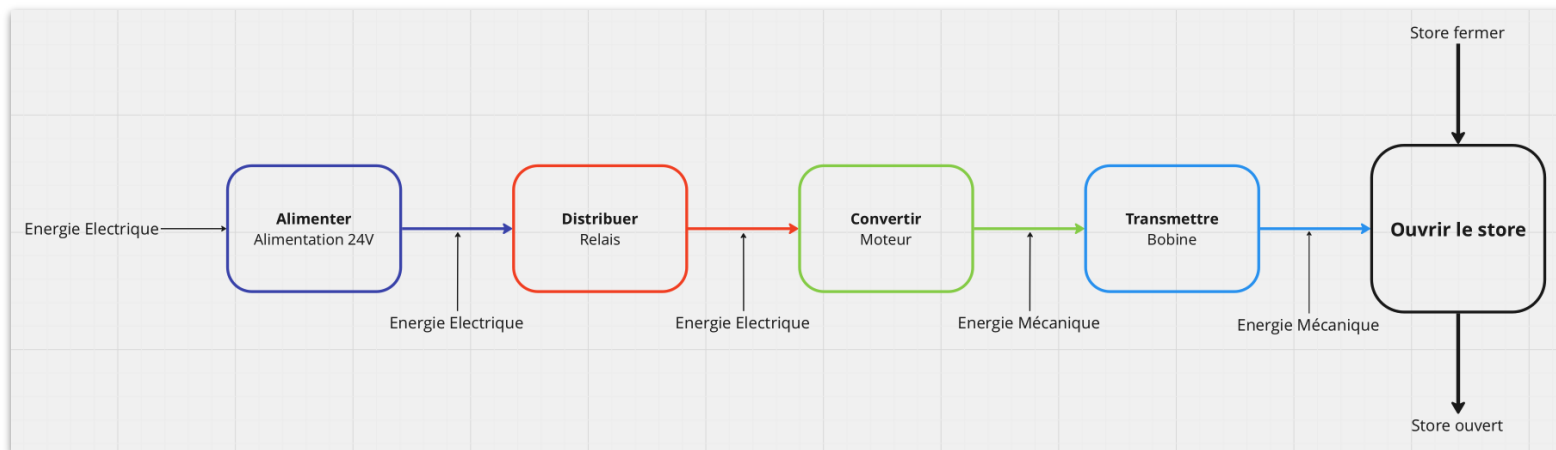 Store fermer
Energie Electrique
Alimenter
Alimentation 24V
Distribuer
Relais
Convertir
Moteur
Transmettre
Bobine
Ouvrir le store
Energie Electrique
Energie Electrique
Energie Mécanique
Energie Mécanique
Store ouvert